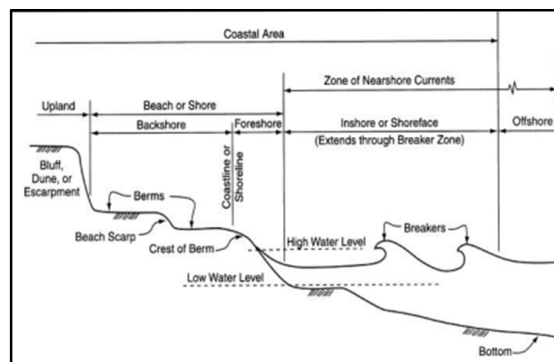 Coastal Area
Zone of Nearshore Currents
Upland
Beach or Shore
Backshore
Foreshore
Inshore or Shoreface
(Extends through Breaker Zone)
Offshore
Coastline or
Shoreline
Bluff,
Dune, or
Escarpment
Berms
Beach Scarp
Crest of Berm
High Water Level
Breakers
Low Water Level
Bottom